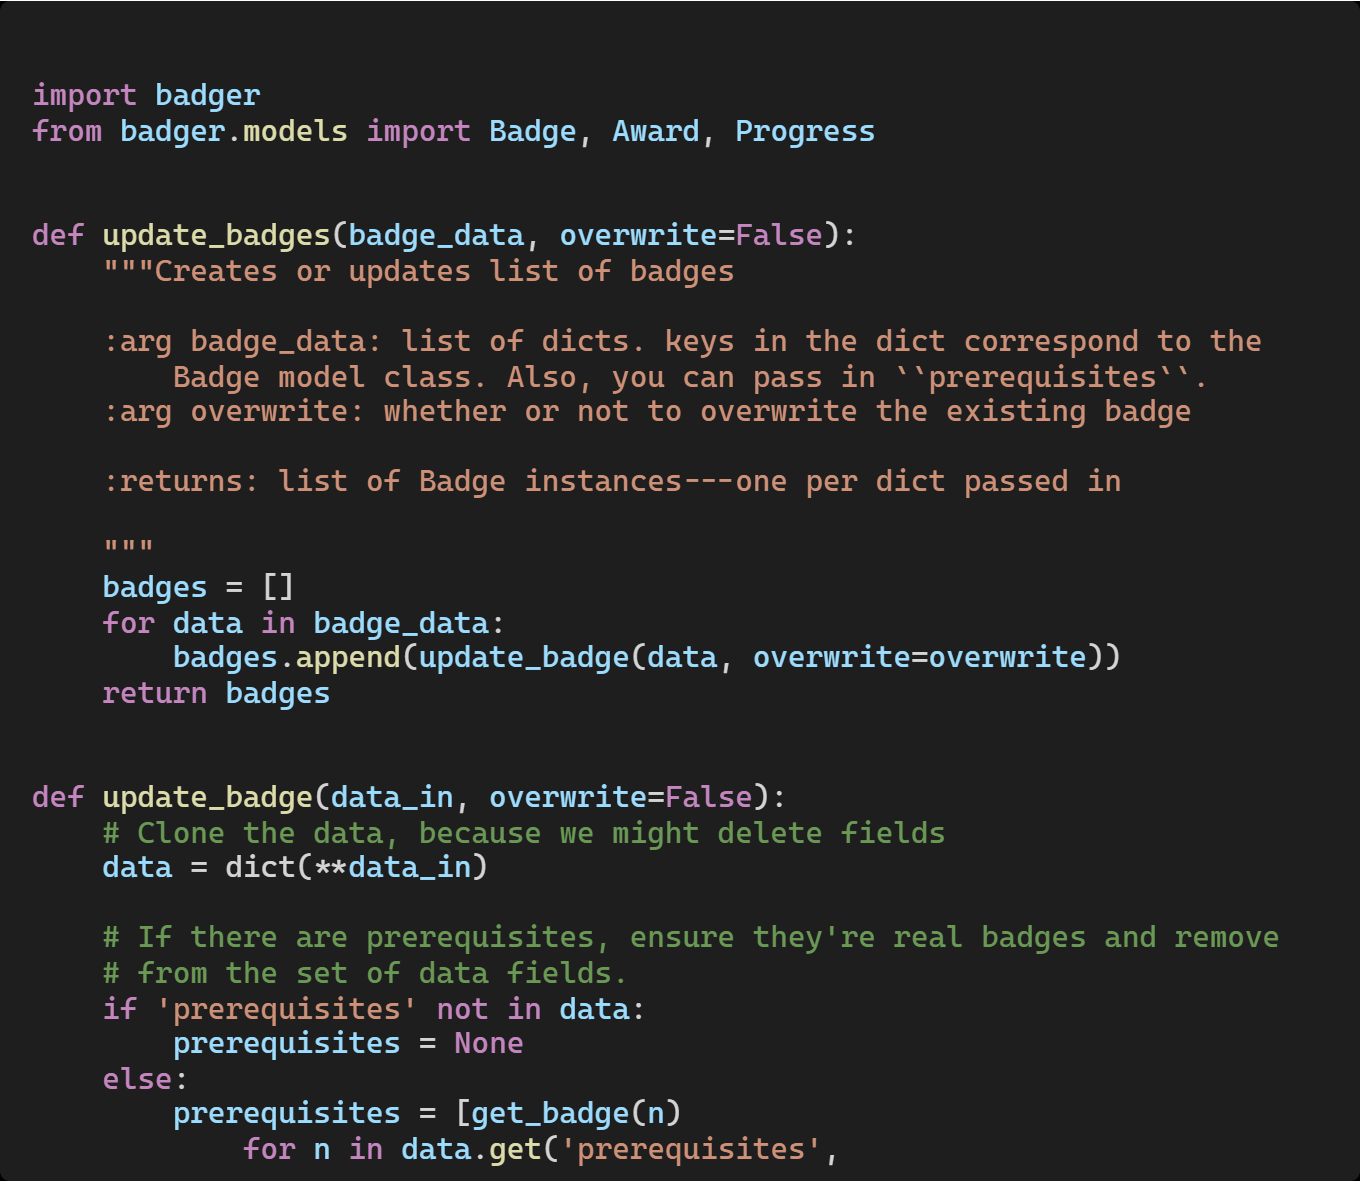 import badger
from badger.models import Badge, Award, Progress
def update_badges(badge_data, overwrite=False):
    """Creates or updates list of badges
    :arg badge_data: list of dicts. keys in the dict correspond to the
        Badge model class. Also, you can pass in ``prerequisites``.
    :arg overwrite: whether or not to overwrite the existing badge
    :returns: list of Badge instances---one per dict passed in
    """
    badges = []
    for data in badge_data:
        badges.append(update_badge(data, overwrite=overwrite))
    return badges
def update_badge(data_in, overwrite=False):
    # Clone the data, because we might delete fields
    data = dict(**data_in)
    # If there are prerequisites, ensure they're real badges and remove
    # from the set of data fields.
    if 'prerequisites' not in data:
        prerequisites = None
    else:
        prerequisites = [get_badge(n)
            for n in data.get('prerequisites',